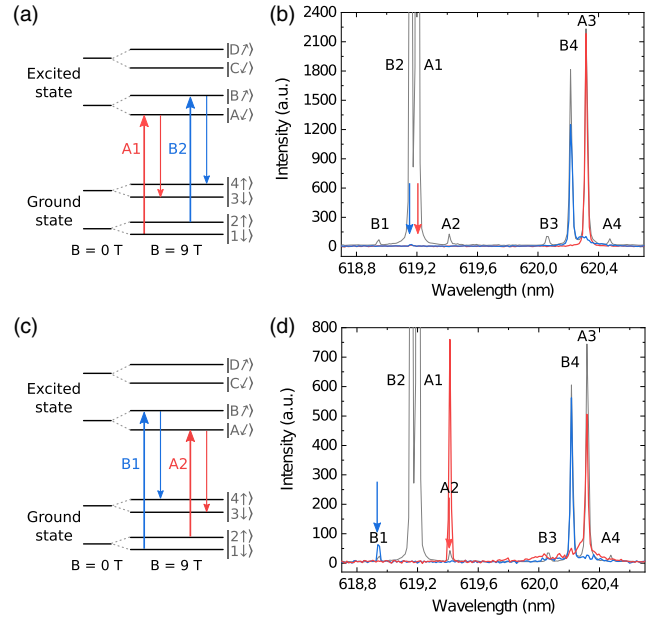 (a)
Excited
state
|D↗⟩
|C↙⟩
|B↗⟩
|A↙⟩
A1
B2
Ground
state
|4↑⟩
|3↓⟩
|2↑⟩
|1↓⟩
B = 0 T B = 9 T
(b)
Intensity (a.u.)
2400
2100
1800
1500
1200
900
600
300
0
B2 A1
A3
B4
B1 A2 B3 A4
618,8 619,2 619,6 620,0 620,4
Wavelength (nm)
(c)
Excited
state
|D↗⟩
|C↙⟩
|B↗⟩
|A↙⟩
B1
A2
Ground
state
|4↑⟩
|3↓⟩
|2↑⟩
|1↓⟩
B = 0 T B = 9 T
(d)
Intensity (a.u.)
800
700
600
500
400
300
200
100
0
A3
B4
B2 A1
A2
B1 B3 A4
618,8 619,2 619,6 620,0 620,4
Wavelength (nm)